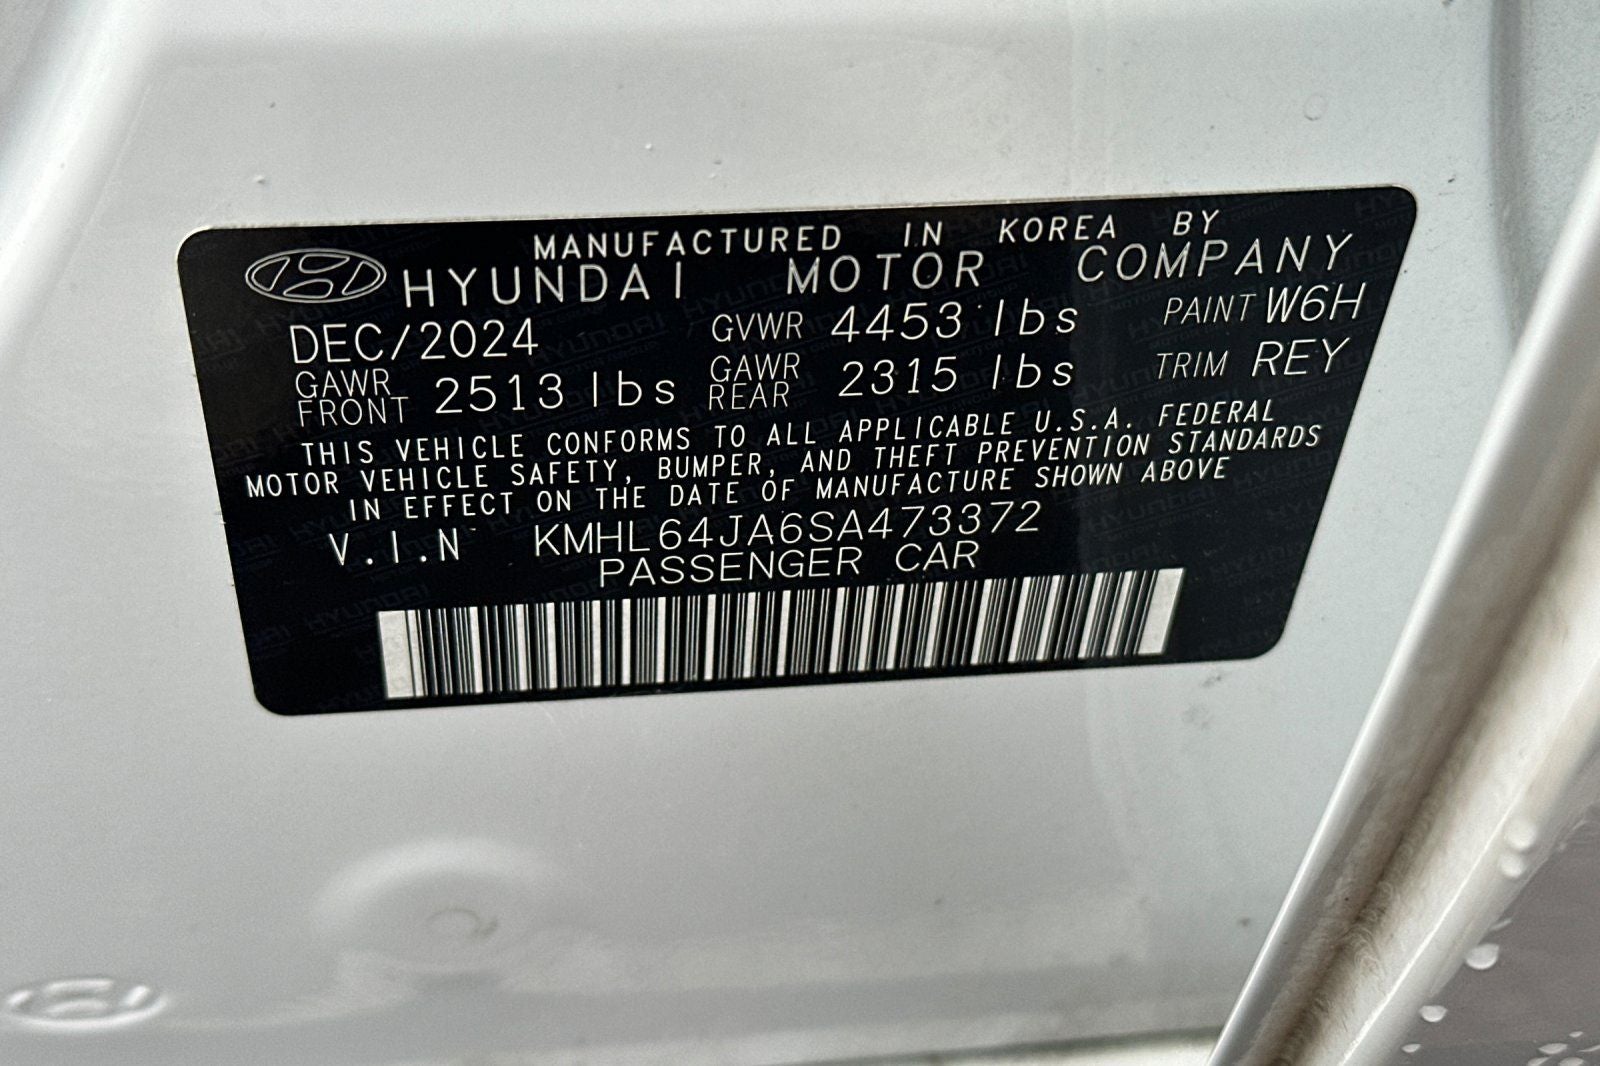 MANUFACTURED IN KOREA BY
HYUNDAI MOTOR COMPANY
DEC/2024 GVWR 4453 lbs PAINT W6H
GAWR FRONT 2513 lbs GAWR REAR 2315 lbs TRIM REY
THIS VEHICLE CONFORMS TO ALL APPLICABLE U.S.A. FEDERAL
MOTOR VEHICLE SAFETY, BUMPER, AND THEFT PREVENTION STANDARDS
IN EFFECT ON THE DATE OF MANUFACTURE SHOWN ABOVE
V.I.N KMHL64JA6SA473372
PASSENGER CAR